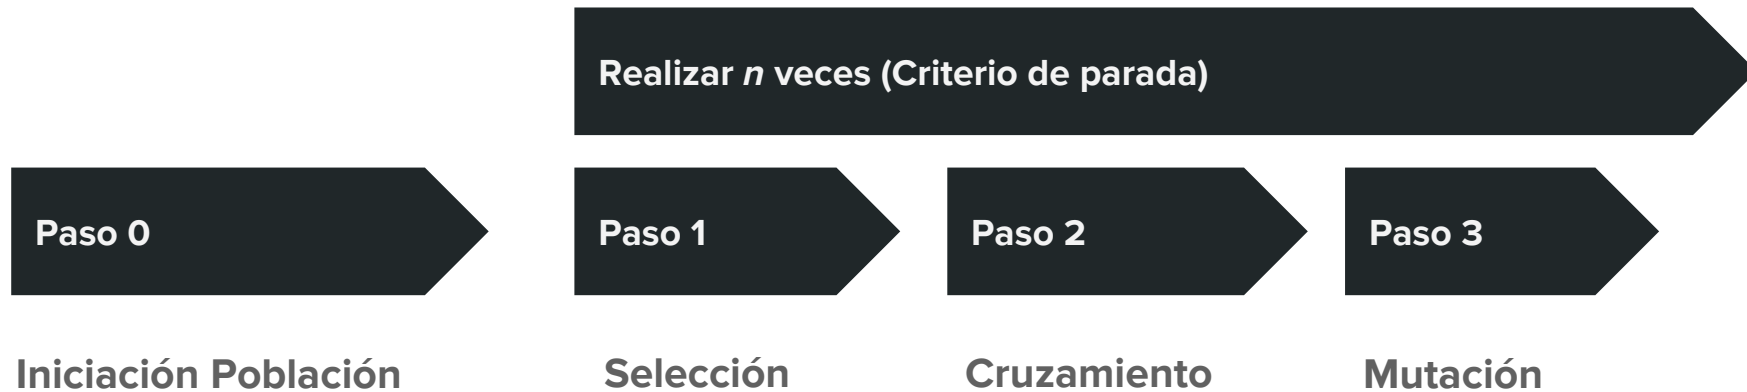 Realizar n veces (Criterio de parada)
Paso 0
Paso 1
Paso 2
Paso 3
Iniciación Población
Selección
Cruzamiento
Mutación